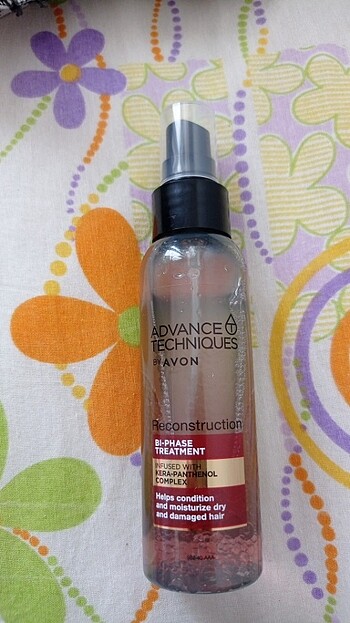 ADVANCE
TECHNIQUES
BY AVON
Reconstruction
BI-PHASE
TREATMENT
INFUSED WITH
KERA-PANTHENOL
COMPLEX
Helps condition
and moisturize dry
and damaged hair